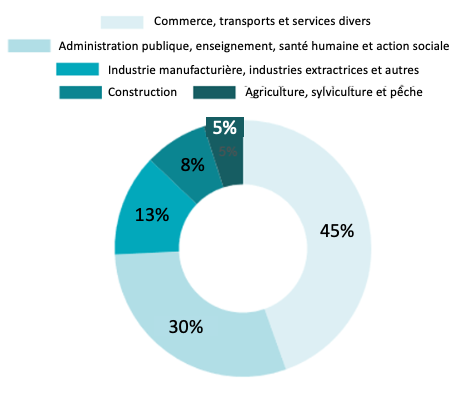 Commerce, transports et services divers
Administration publique, enseignement, santé humaine et action sociale
Industrie manufacturière, industries extractrices et autres
Construction Agriculture, sylviculture et pêche
5%
5%
8%
45%
13%
30%